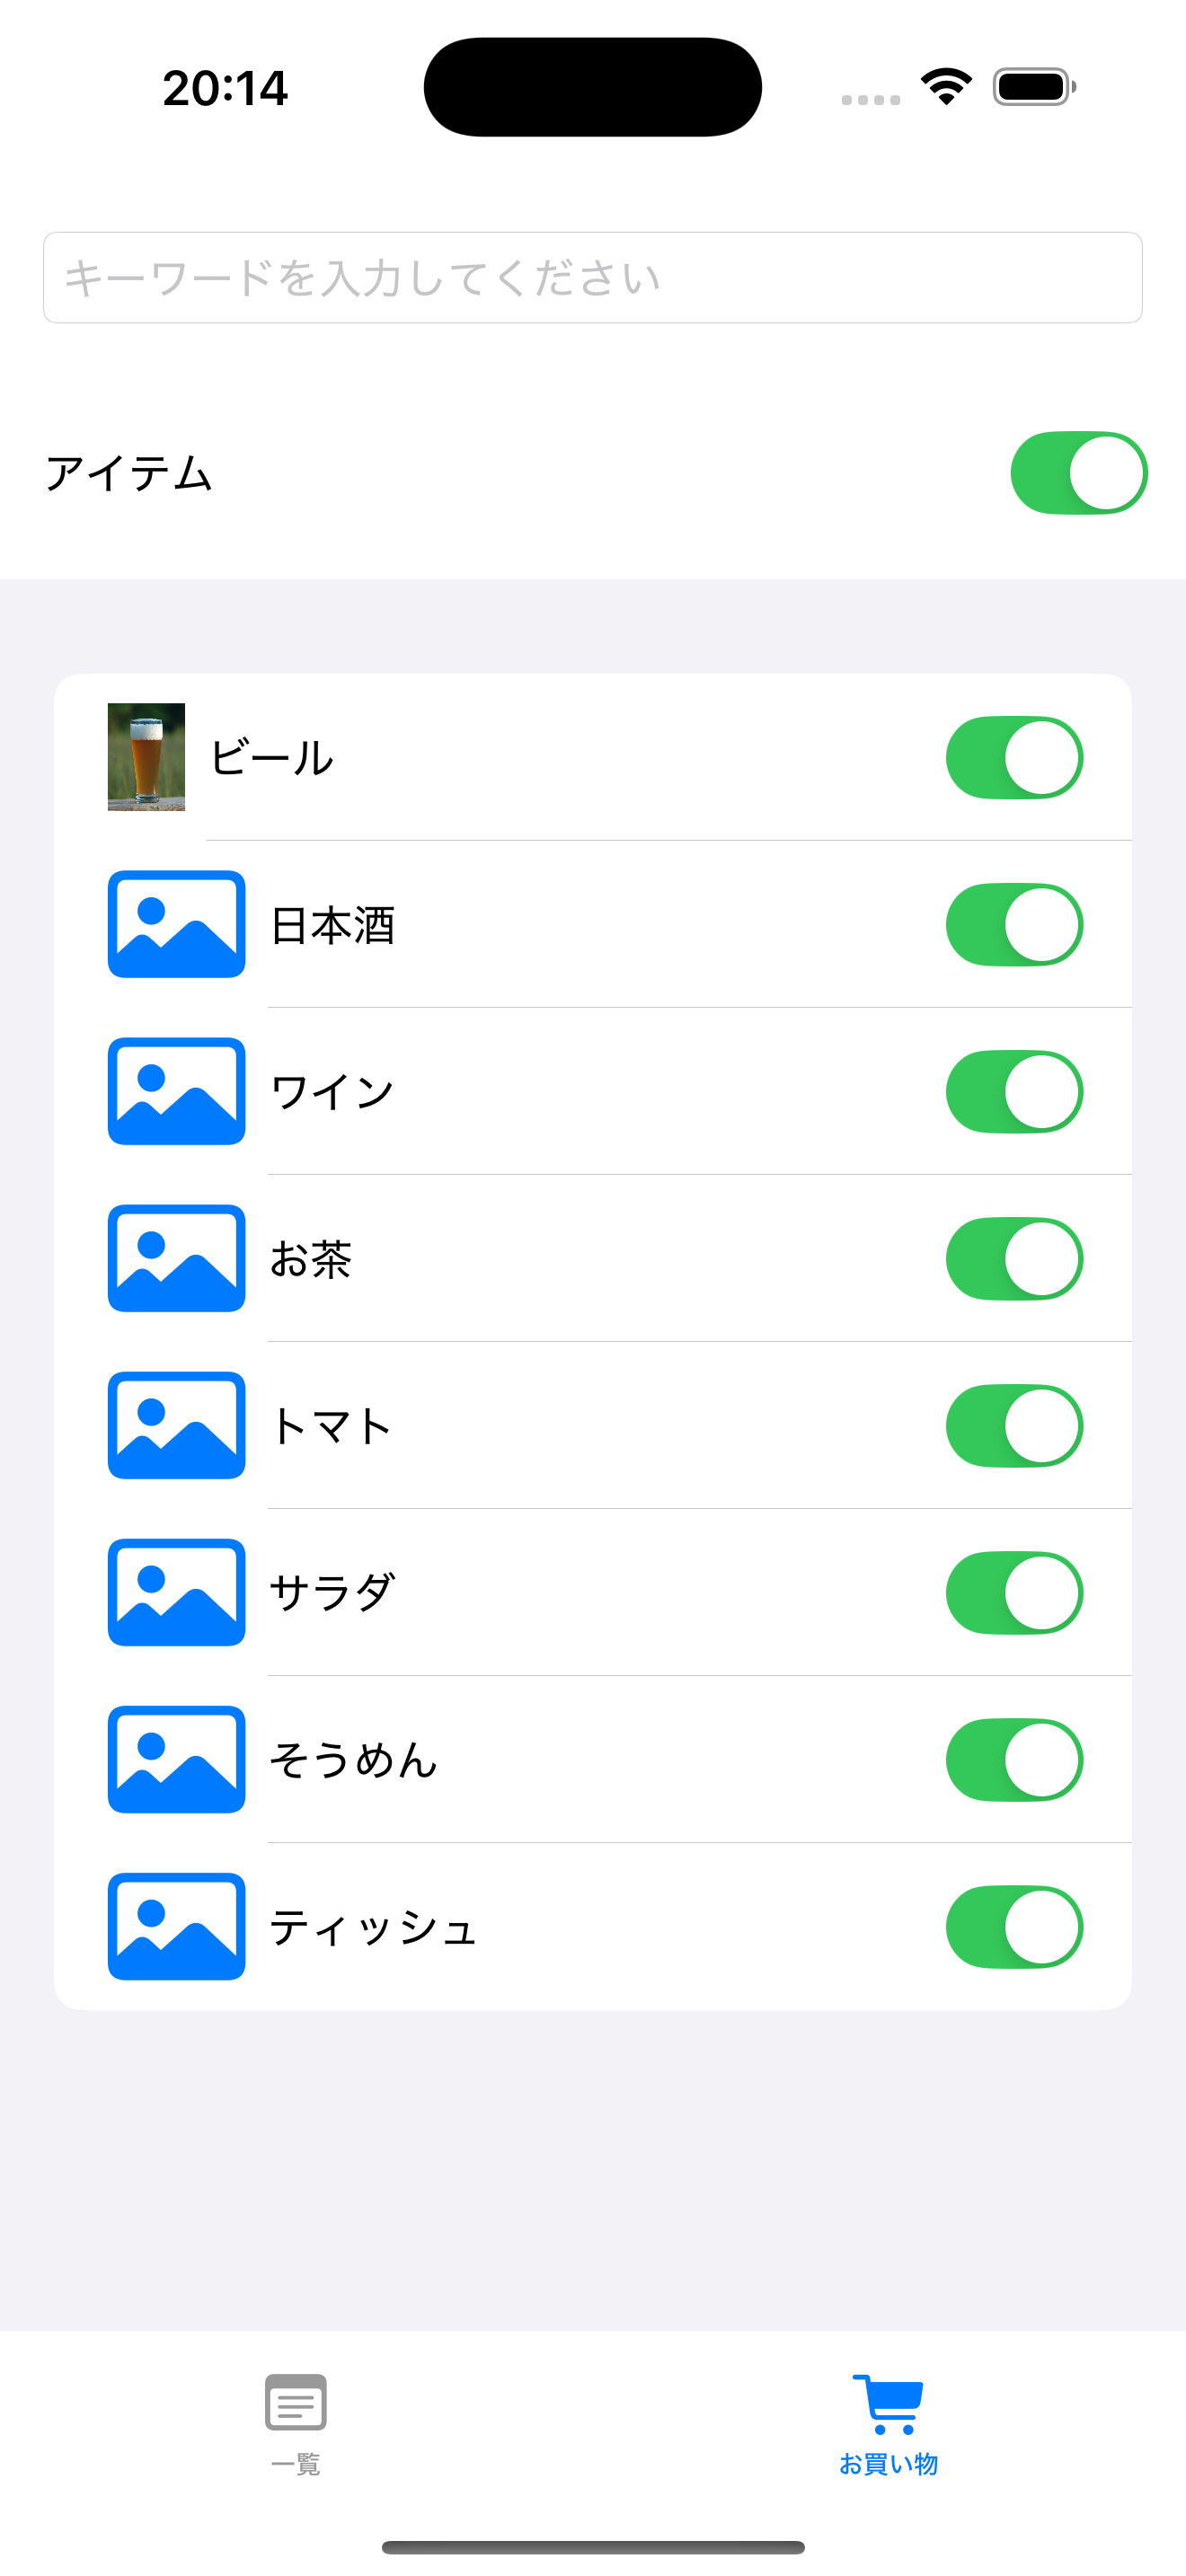 20:14
キーワードを入力してください
アイテム
ビール
日本酒
ワイン
お茶
トマト
サラダ
そうめん
ティッシュ
一覧
お買い物